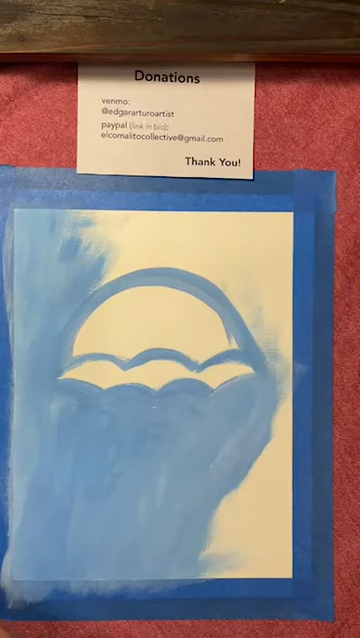 Donations
venmo:
@edgararturoartist
paypal (link in bio):
elcomalitocollective@gmail.com
Thank You!